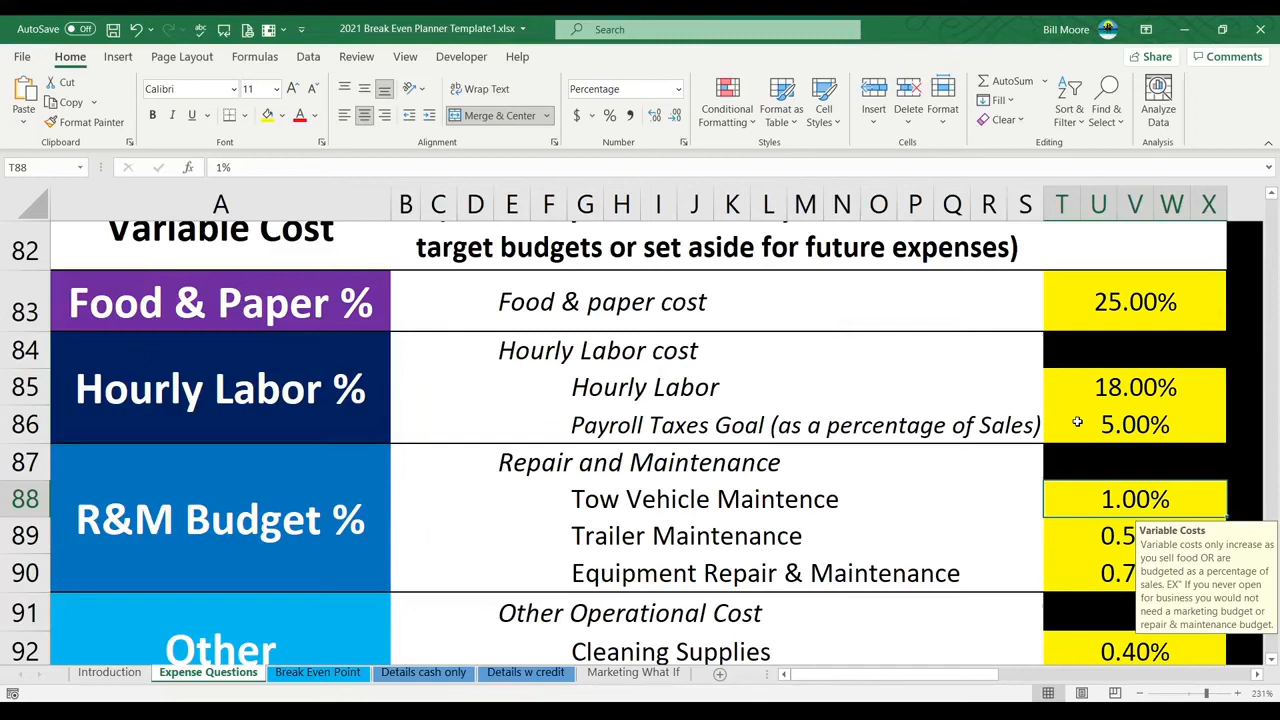 AutoSave Off
2021 Break Even Planner Template1.xlsx
Search
Bill Moore
File Home Insert Page Layout Formulas Data Review View Developer Help
Share Comments
Paste
Cut
Copy
Format Painter
Clipboard
Calibri 11
B I U
Font
Wrap Text
Merge & Center
Alignment
Percentage
$ % ,
Number
Conditional Formatting
Format as Table
Cell Styles
Styles
Insert Delete Format
Cells
AutoSum
Fill
Clear
Sort & Filter
Find & Select
Editing
Analyze Data
Analysis
T88 fx 1%
A B C D E F G H I J K L M N O P Q R S T U V W X
82 Variable Cost target budgets or set aside for future expenses)
83 Food & Paper % Food & paper cost 25.00%
84 Hourly Labor cost
85 Hourly Labor % Hourly Labor 18.00%
86 Payroll Taxes Goal (as a percentage of Sales) 5.00%
87 Repair and Maintenance
88 R&M Budget % Tow Vehicle Maintence 1.00%
89 Trailer Maintenance 0.5
90 Equipment Repair & Maintenance 0.7
91 Other Operational Cost
92 Other Cleaning Supplies 0.40%
Variable Costs
Variable costs only increase as
you sell food OR are
budgeted as a percentage of
sales. EX" If you never open
for business you would not
need a marketing budget or
repair & maintenance budget.
Introduction Expense Questions Break Even Point Details cash only Details w credit Marketing What If
231%